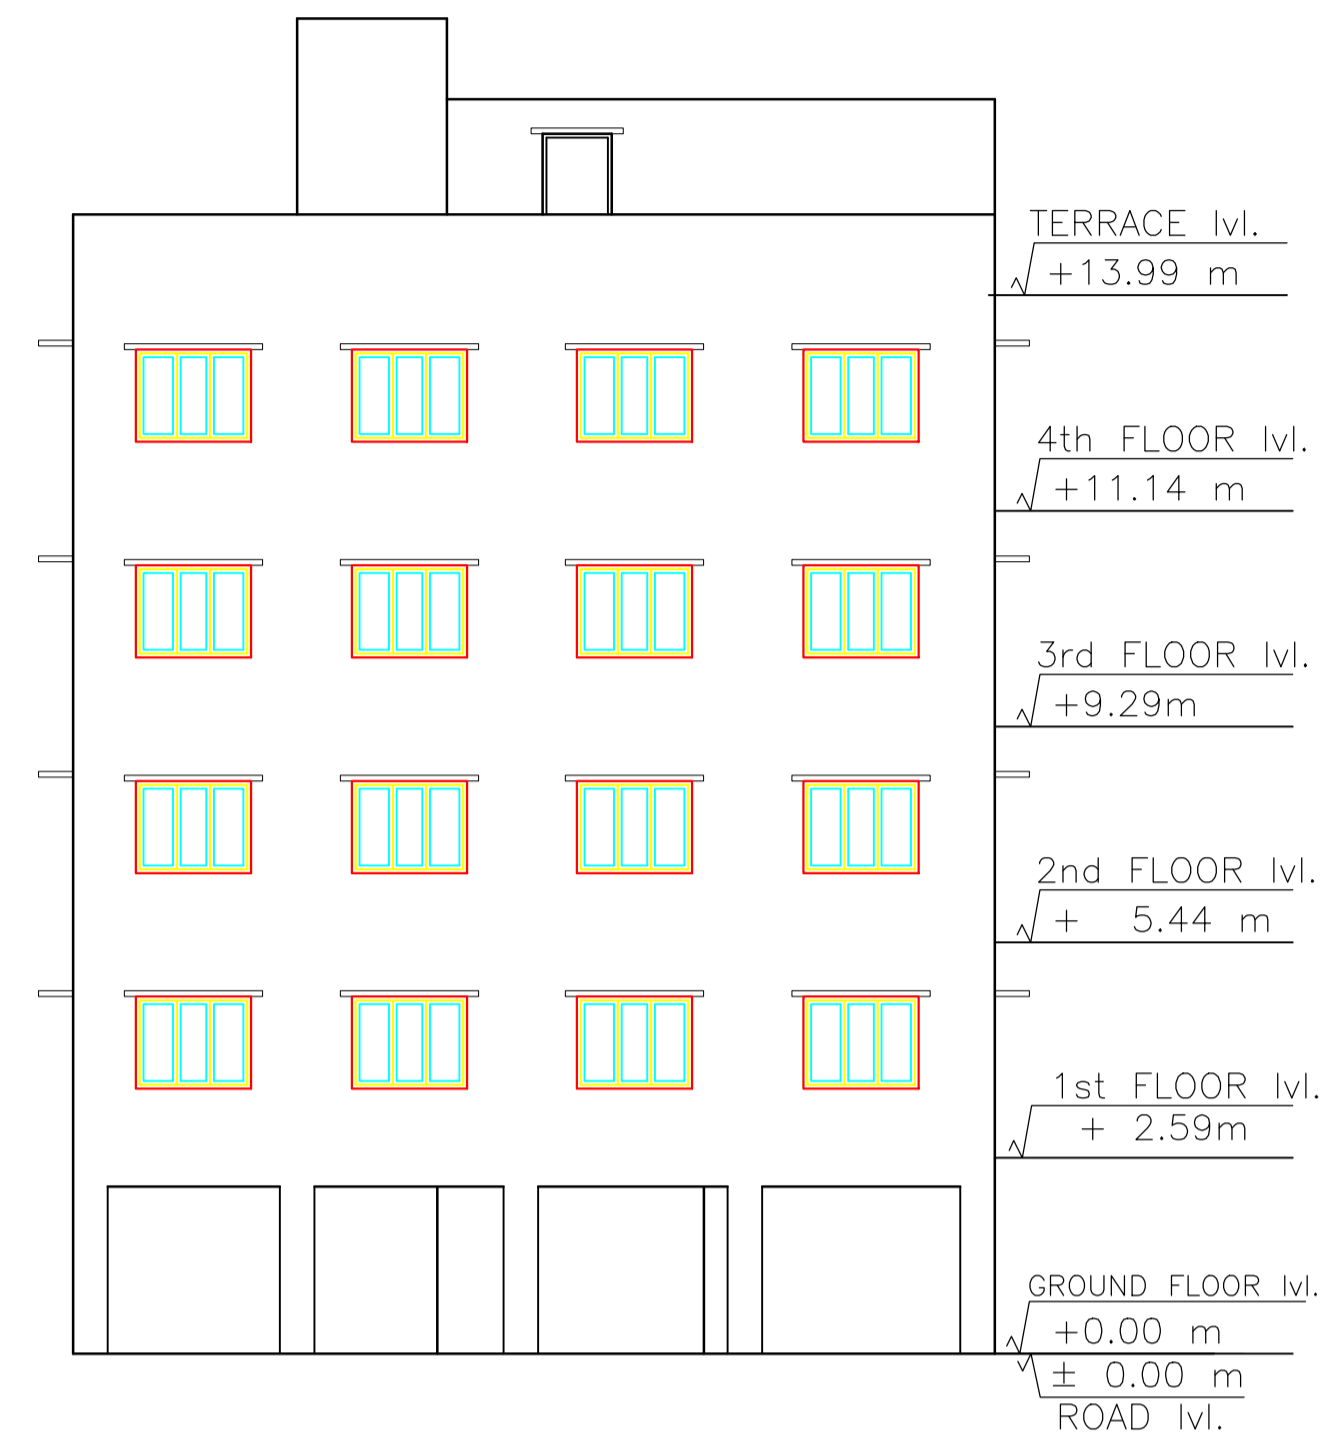 TERRACE lvl.
+13.99 m
4th FLOOR lvl.
+11.14 m
3rd FLOOR lvl.
+9.29m
2nd FLOOR lvl.
+ 5.44 m
1st FLOOR lvl.
+ 2.59m
GROUND FLOOR lvl.
+0.00 m
± 0.00 m
ROAD lvl.